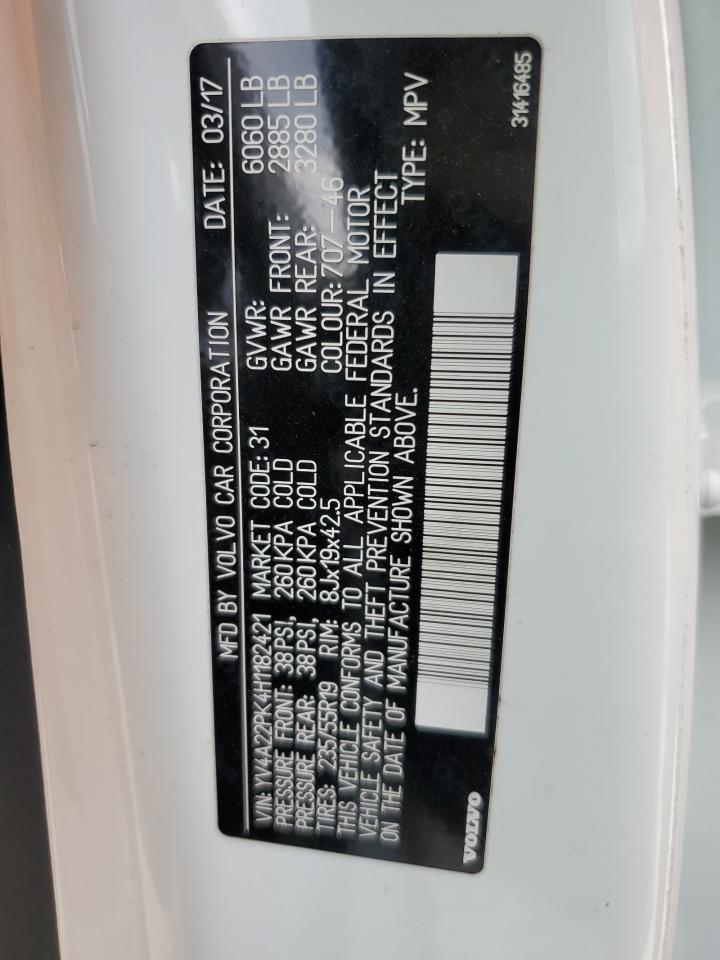 MFD BY VOLVO CAR CORPORATION DATE: 03/17
VIN: YV4A22PK4H1182421 MARKET CODE: 31 GVWR: 6060 LB
PRESSURE FRONT: 38PSI, 260KPA COLD GAWR FRONT: 2885 LB
PRESSURE REAR: 38PSI, 260KPA COLD GAWR REAR: 3280 LB
TIRES: 235/55R19 RIM: 8Jx19x42.5 COLOUR: 707-46
THIS VEHICLE CONFORMS TO ALL APPLICABLE FEDERAL MOTOR
VEHICLE SAFETY AND THEFT PREVENTION STANDARDS IN EFFECT
ON THE DATE OF MANUFACTURE SHOWN ABOVE. TYPE: MPV
VOLVO 31416485